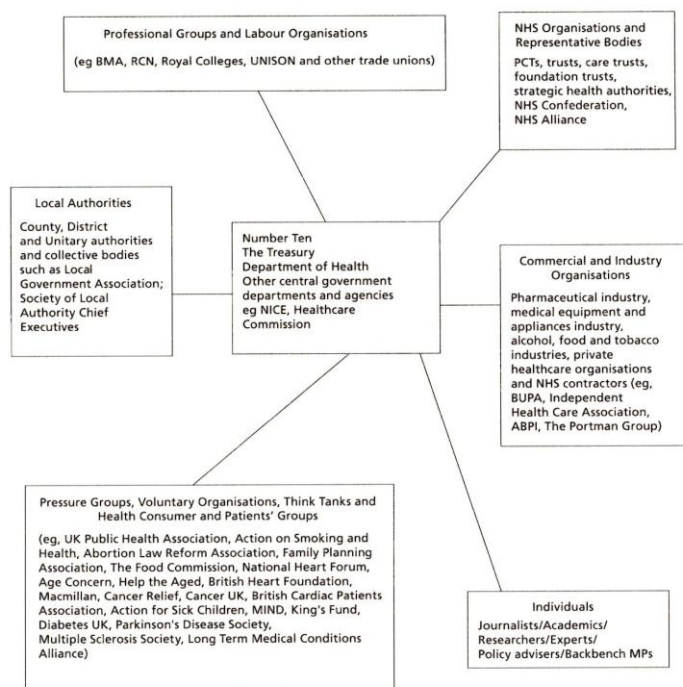 Professional Groups and Labour Organisations
(eg BMA, RCN, Royal Colleges, UNISON and other trade unions)
NHS Organisations and
Representative Bodies
PCTs, trusts, care trusts,
foundation trusts,
strategic health authorities,
NHS Confederation,
NHS Alliance
Local Authorities
County, District
and Unitary authorities
and collective bodies
such as Local
Government Association;
Society of Local
Authority Chief
Executives
Number Ten
The Treasury
Department of Health
Other central government
departments and agencies
eg NICE, Healthcare
Commission
Commercial and Industry
Organisations
Pharmaceutical industry,
medical equipment and
appliances industry,
alcohol, food and tobacco
industries, private
healthcare organisations
and NHS contractors (eg,
BUPA, Independent
Health Care Association,
ABPI, The Portman Group)
Pressure Groups, Voluntary Organisations, Think Tanks and
Health Consumer and Patients' Groups
(eg, UK Public Health Association, Action on Smoking and
Health, Abortion Law Reform Association, Family Planning
Association, The Food Commission, National Heart Forum,
Age Concern, Help the Aged, British Heart Foundation,
Macmillan, Cancer Relief, Cancer UK, British Cardiac Patients
Association, Action for Sick Children, MIND, King's Fund,
Diabetes UK, Parkinson's Disease Society,
Multiple Sclerosis Society, Long Term Medical Conditions
Alliance)
Individuals
Journalists/Academics/
Researchers/Experts/
Policy advisers/Backbench MPs